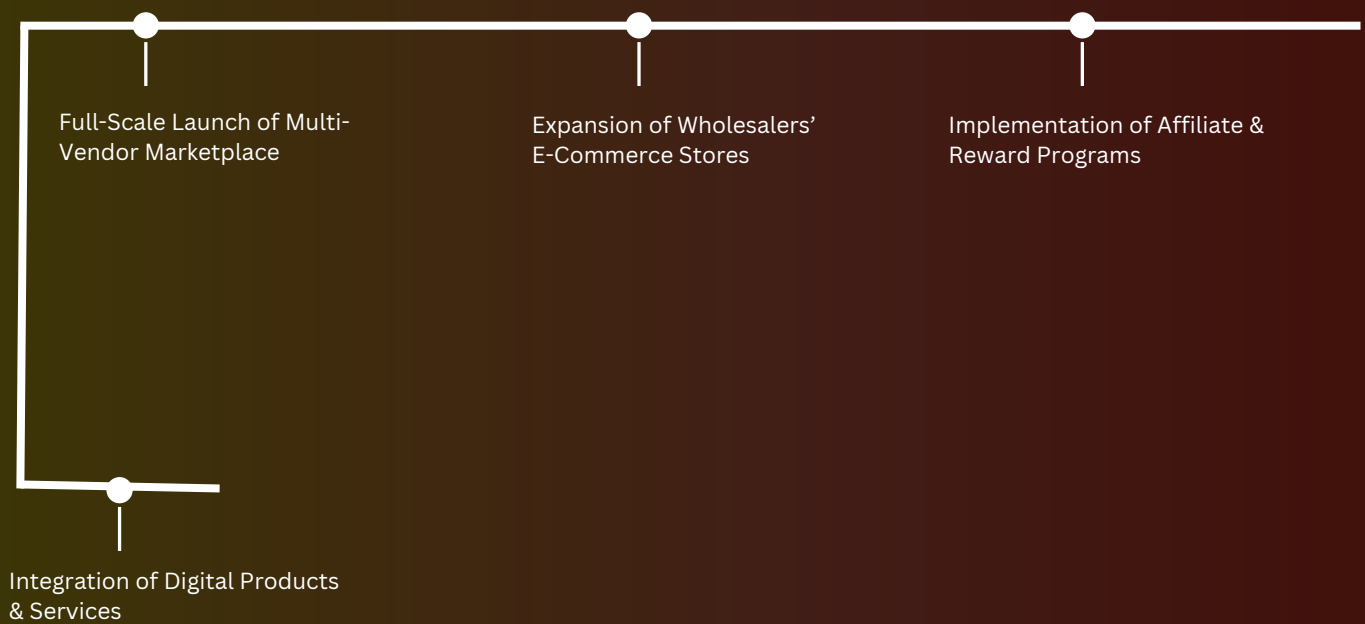 Full-Scale Launch of Multi-
Vendor Marketplace
Expansion of Wholesalers’
E-Commerce Stores
Implementation of Affiliate &
Reward Programs
Integration of Digital Products
& Services